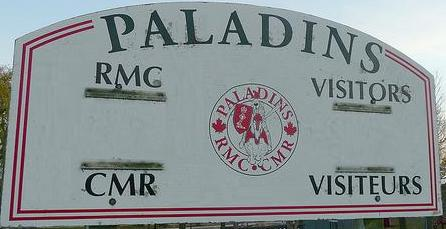 PALADINS
RMC
VISITORS
PALADINS
RMC CMR
CMR
VISITEURS